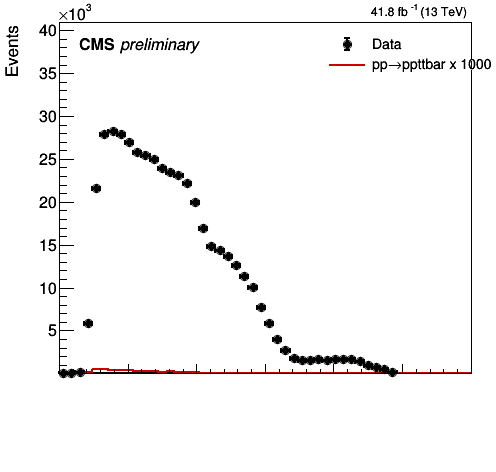 ×10³ 41.8 fb⁻¹ (13 TeV)
Events
CMS preliminary
Data
pp→ppttbar x 1000
40
35
30
25
20
15
10
5